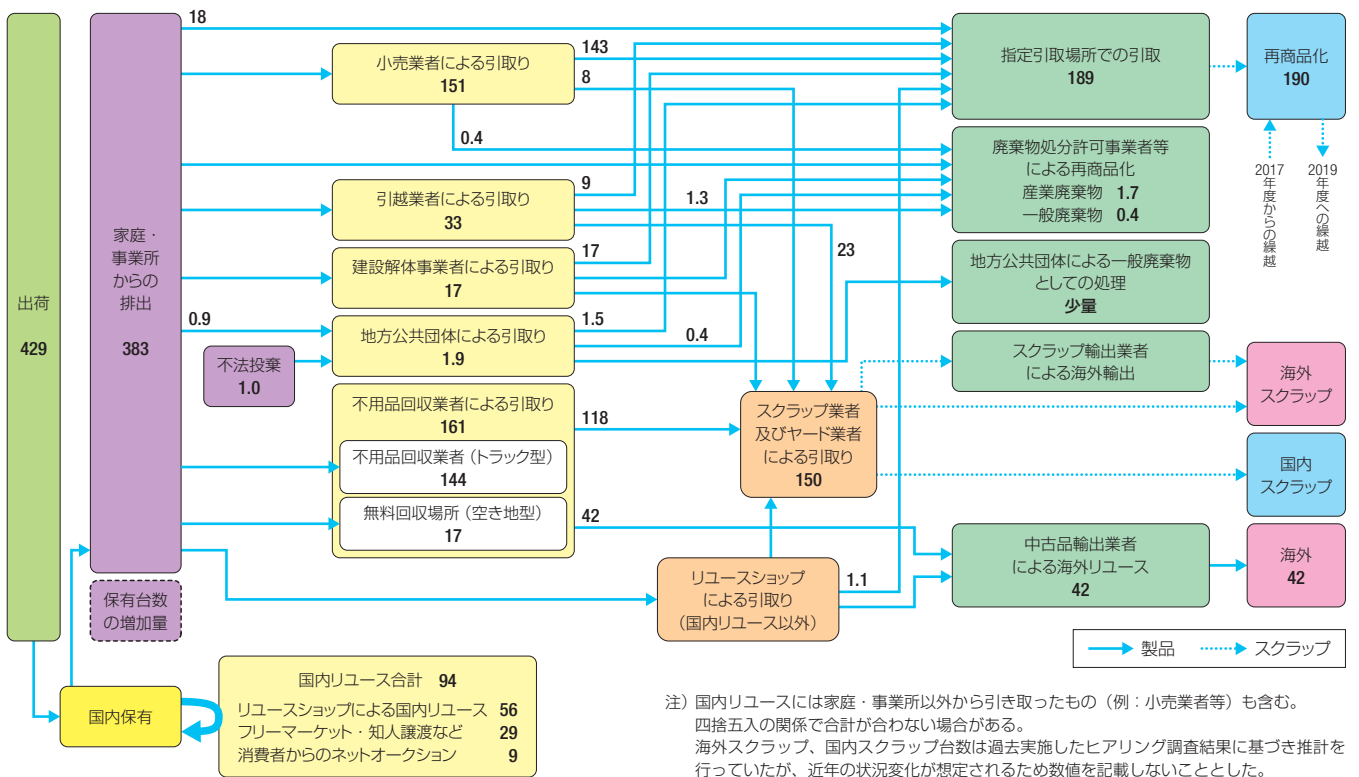 出荷
429
家庭・
事業所
からの
排出
383
保有台数
の増加量
国内保有
不法投棄
1.0
18
0.9
小売業者による引取り
151
143
8
0.4
引越業者による引取り
33
9
1.3
23
建設解体事業者による引取り
17
17
地方公共団体による引取り
1.9
1.5
0.4
不用品回収業者による引取り
161
不用品回収業者（トラック型）
144
無料回収場所（空き地型）
17
118
42
スクラップ業者
及びヤード業者
による引取り
150
リユースショップ
による引取り
（国内リユース以外）
1.1
指定引取場所での引取
189
廃棄物処分許可事業者等
による再商品化
産業廃棄物 1.7
一般廃棄物 0.4
地方公共団体による一般廃棄物
としての処理
少量
スクラップ輸出業者
による海外輸出
中古品輸出業者
による海外リユース
42
再商品化
190
2017年度からの繰越
2019年度への繰越
海外
スクラップ
国内
スクラップ
海外
42
製品
スクラップ
国内リユース合計 94
リユースショップによる国内リユース 56
フリーマーケット・知人譲渡など 29
消費者からのネットオークション 9
注）国内リユースには家庭・事業所以外から引き取ったもの（例：小売業者等）も含む。
四捨五入の関係で合計が合わない場合がある。
海外スクラップ、国内スクラップ台数は過去実施したヒアリング調査結果に基づき推計を
行っていたが、近年の状況変化が想定されるため数値を記載しないこととした。